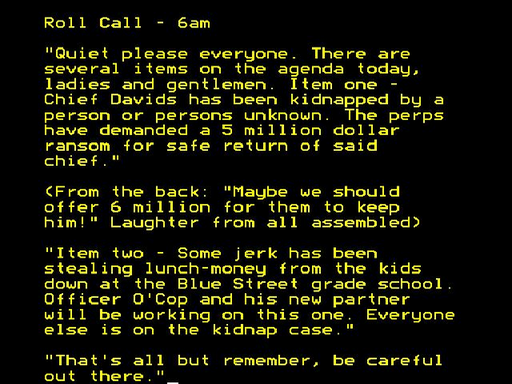 Roll Call - 6am
"Quiet please everyone. There are
several items on the agenda today,
ladies and gentlemen. Item one -
Chief Davids has been kidnapped by a
person or persons unknown. The perps
have demanded a 5 million dollar
ransom for safe return of said
chief."
(From the back: "Maybe we should
offer 6 million for them to keep
him!" Laughter from all assembled)
"Item two - Some jerk has been
stealing lunch-money from the kids
down at the Blue Street grade school.
Officer O'Cop and his new partner
will be working on this one. Everyone
else is on the kidnap case."
"That's all but remember, be careful
out there."_